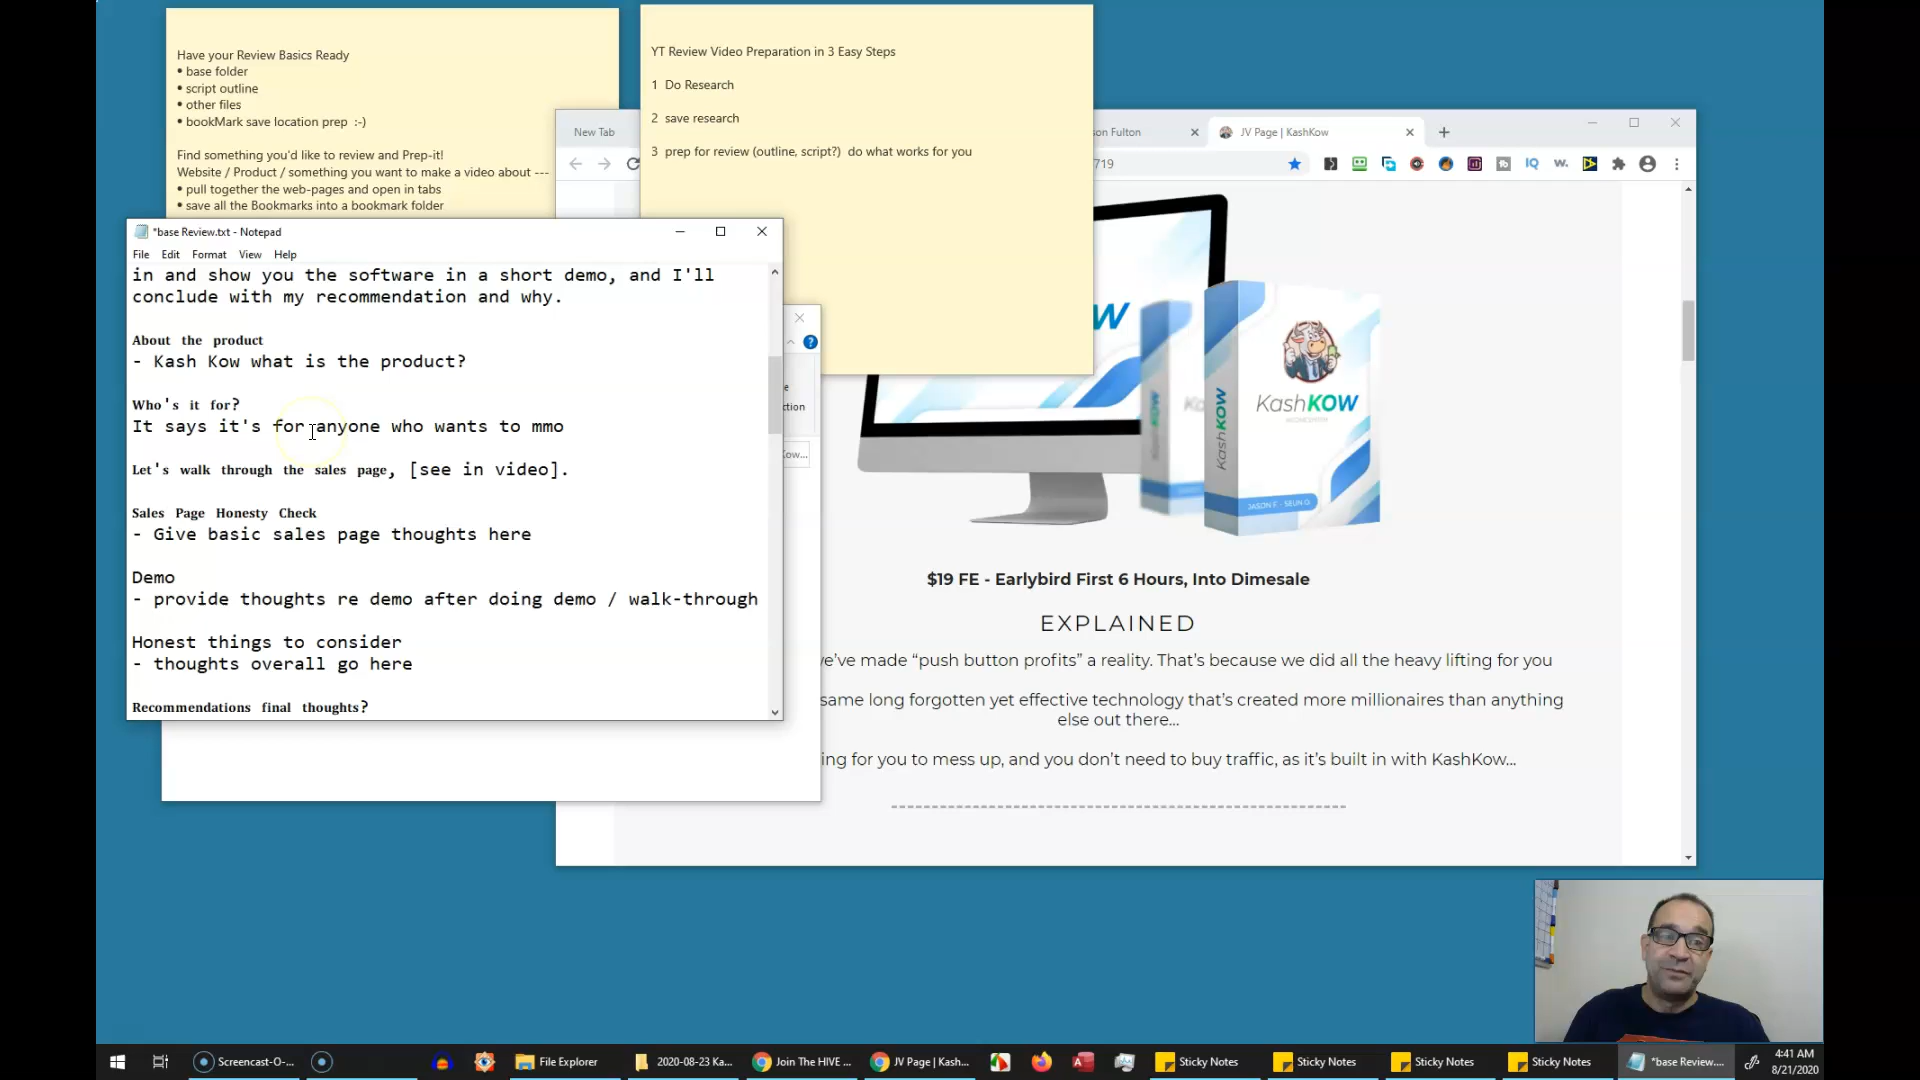 Have your Review Basics Ready
• base folder
• script outline
• other files
• bookMark save location prep :-)
Find something you'd like to review and Prep-it!
Website / Product / something you want to make a video about ---
• pull together the web-pages and open in tabs
• save all the Bookmarks into a bookmark folder
YT Review Video Preparation in 3 Easy Steps
1 Do Research
2 save research
3 prep for review (outline, script?) do what works for you
New Tab
son Fulton
JV Page | KashKow
719
*base Review.txt - Notepad
File Edit Format View Help
in and show you the software in a short demo, and I'll
conclude with my recommendation and why.
About the product
- Kash Kow what is the product?
Who's it for?
It says it's for anyone who wants to mmo
Let's walk through the sales page, [see in video].
Sales Page Honesty Check
- Give basic sales page thoughts here
Demo
- provide thoughts re demo after doing demo / walk-through
Honest things to consider
- thoughts overall go here
Recommendations final thoughts?
ction
KashKOW
KashKOW
JASON F - SEUN O
$19 FE - Earlybird First 6 Hours, Into Dimesale
EXPLAINED
we've made “push button profits” a reality. That's because we did all the heavy lifting for you
same long forgotten yet effective technology that's created more millionaires than anything
else out there...
ing for you to mess up, and you don't need to buy traffic, as it's built in with KashKow...
Screencast-O-...
File Explorer
2020-08-23 Ka...
Join The HIVE ...
JV Page | Kash...
Sticky Notes
Sticky Notes
Sticky Notes
Sticky Notes
*base Review....
4:41 AM
8/21/2020